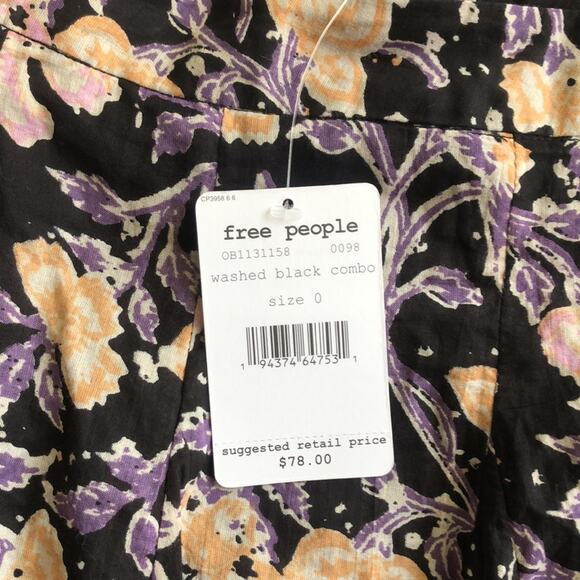 CP3958 6 6
free people
OB1131158 0098
washed black combo
size 0
1 94374 64753 1
suggested retail price
$78.00